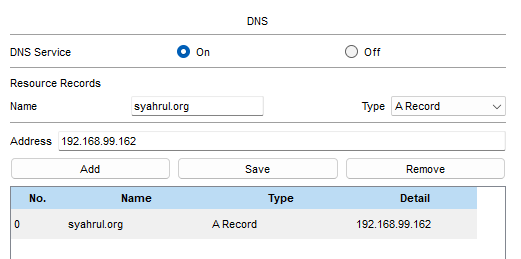 DNS
DNS Service On Off
Resource Records
Name syahrul.org Type A Record
Address 192.168.99.162
Add Save Remove
No. Name Type Detail
0 syahrul.org A Record 192.168.99.162